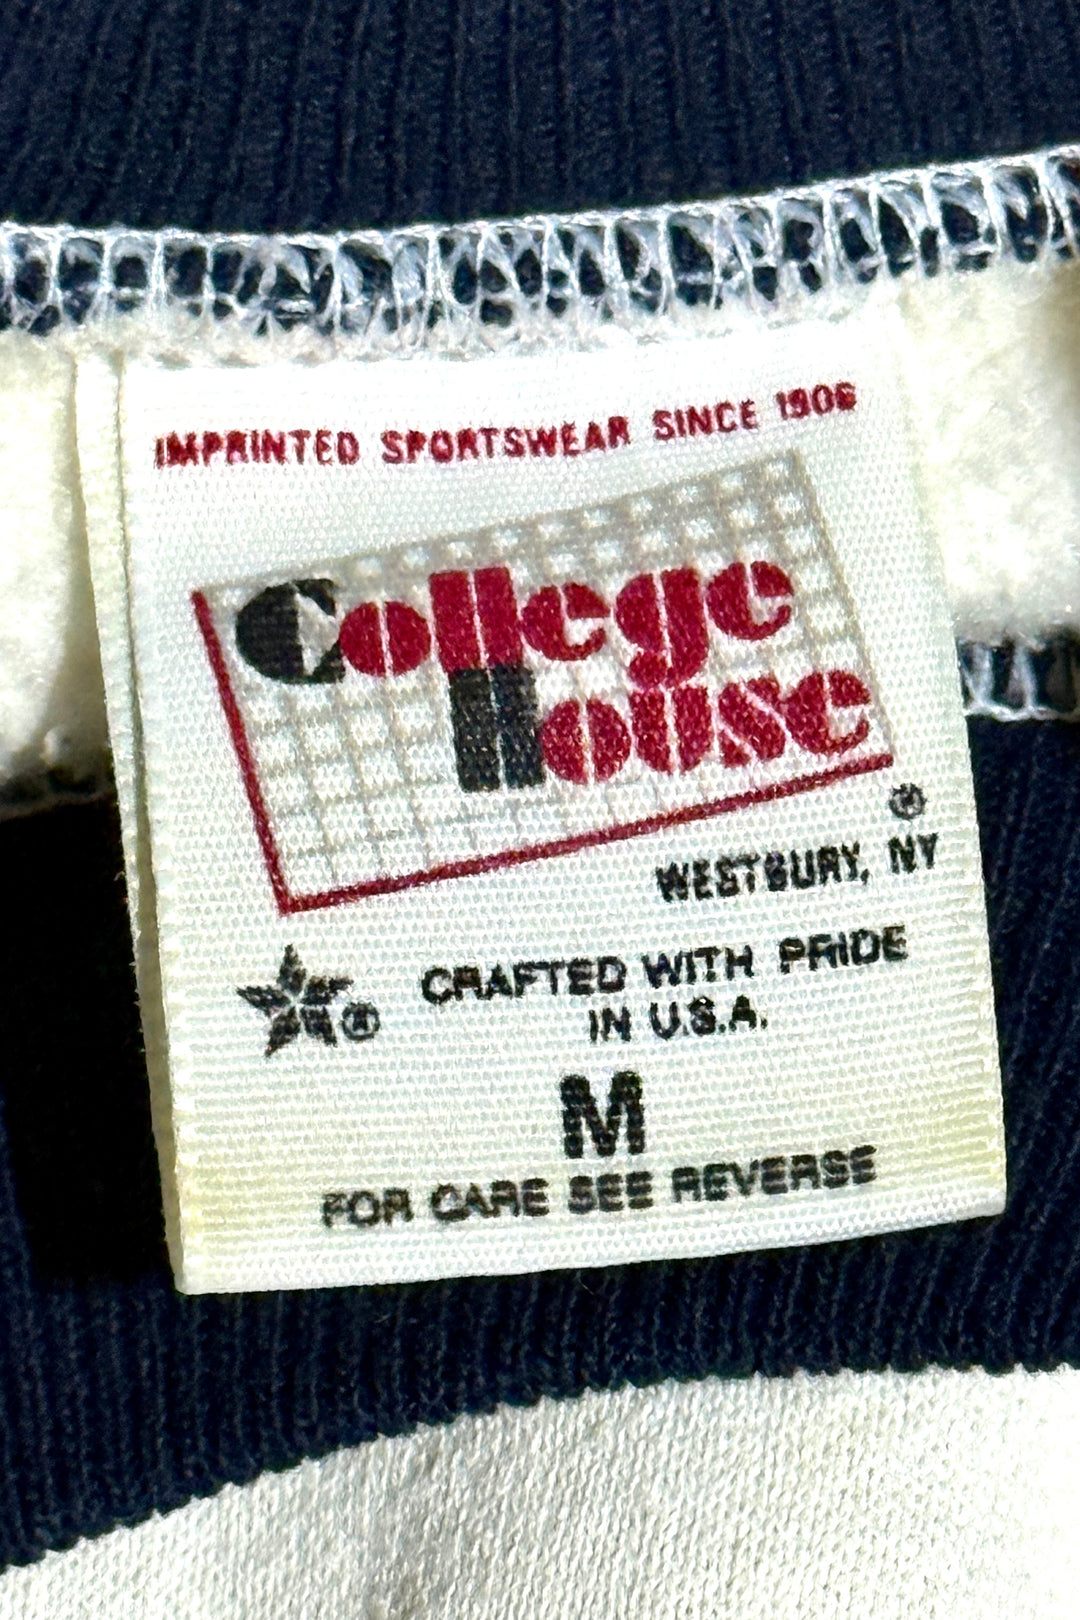 IMPRINTED SPORTSWEAR SINCE 1906
College
House
®
WESTBURY, NY
® CRAFTED WITH PRIDE
IN U.S.A.
M
FOR CARE SEE REVERSE